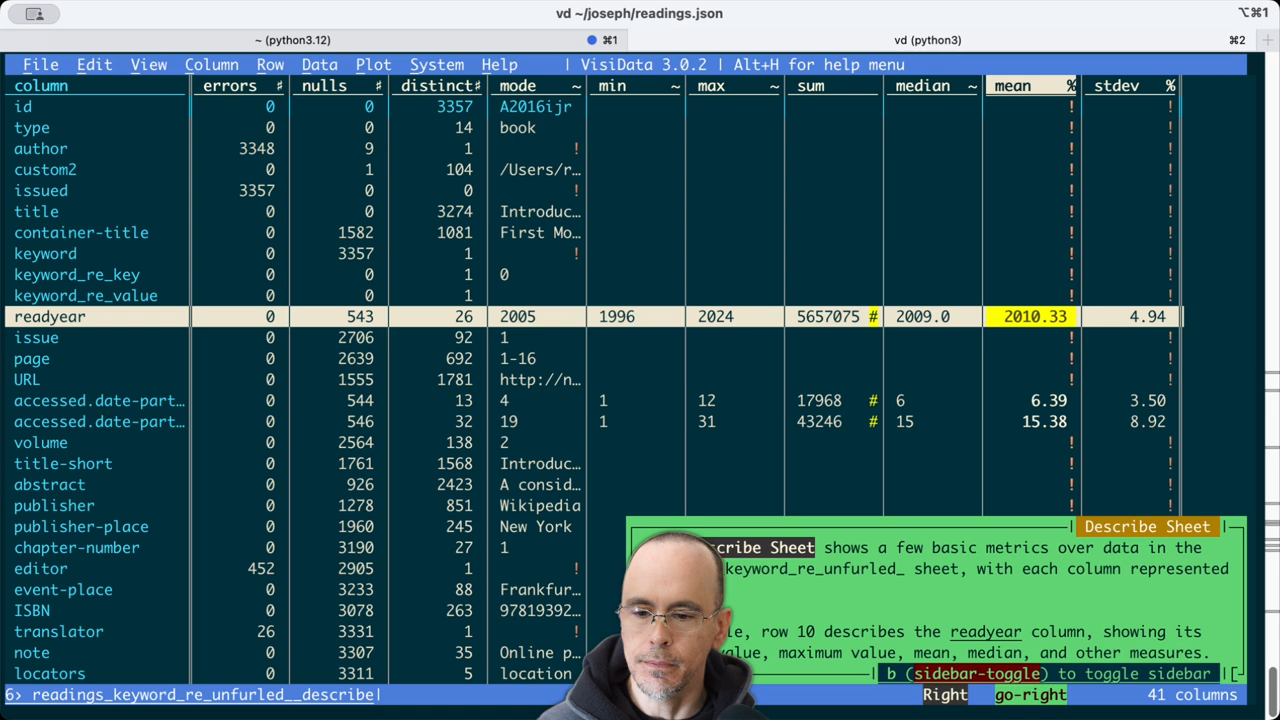 vd ~/joseph/readings.json
⌥⌘1
~ (python3.12) ⌘1 vd (python3) ⌘2 +
File Edit View Column Row Data Plot System Help | VisiData 3.0.2 | Alt+H for help menu
column errors # nulls # distinct# mode ~ min ~ max ~ sum median ~ mean % stdev %
id 0 0 3357 A2016ijr ! !
type 0 0 14 book ! !
author 3348 9 1 ! ! !
custom2 0 1 104 /Users/r… ! !
issued 3357 0 0 ! ! !
title 0 0 3274 Introduc… ! !
container-title 0 1582 1081 First Mo… ! !
keyword 0 3357 1 ! ! !
keyword_re_key 0 0 1 0 ! !
keyword_re_value 0 0 1 ! !
readyear 0 543 26 2005 1996 2024 5657075 # 2009.0 2010.33 4.94
issue 0 2706 92 1 ! !
page 0 2639 692 1-16 ! !
URL 0 1555 1781 http://n… ! !
accessed.date-part… 0 544 13 4 1 12 17968 # 6 6.39 3.50
accessed.date-part… 0 546 32 19 1 31 43246 # 15 15.38 8.92
volume 0 2564 138 2 ! !
title-short 0 1761 1568 Introduc… ! !
abstract 0 926 2423 A consid… ! !
publisher 0 1278 851 Wikipedia ! !
publisher-place 0 1960 245 New York
chapter-number 0 3190 27 1
editor 452 2905 1 !
event-place 0 3233 88 Frankfur…
ISBN 0 3078 263 97819392…
translator 26 3331 1 !
note 0 3307 35 Online p…
locators 0 3311 5 location
| Describe Sheet |
cribe Sheet shows a few basic metrics over data in the
keyword_re_unfurled_ sheet, with each column represented
le, row 10 describes the readyear column, showing its
value, maximum value, mean, median, and other measures.
b (sidebar-toggle) to toggle sidebar
6› readings_keyword_re_unfurled__describe| Right go-right 41 columns